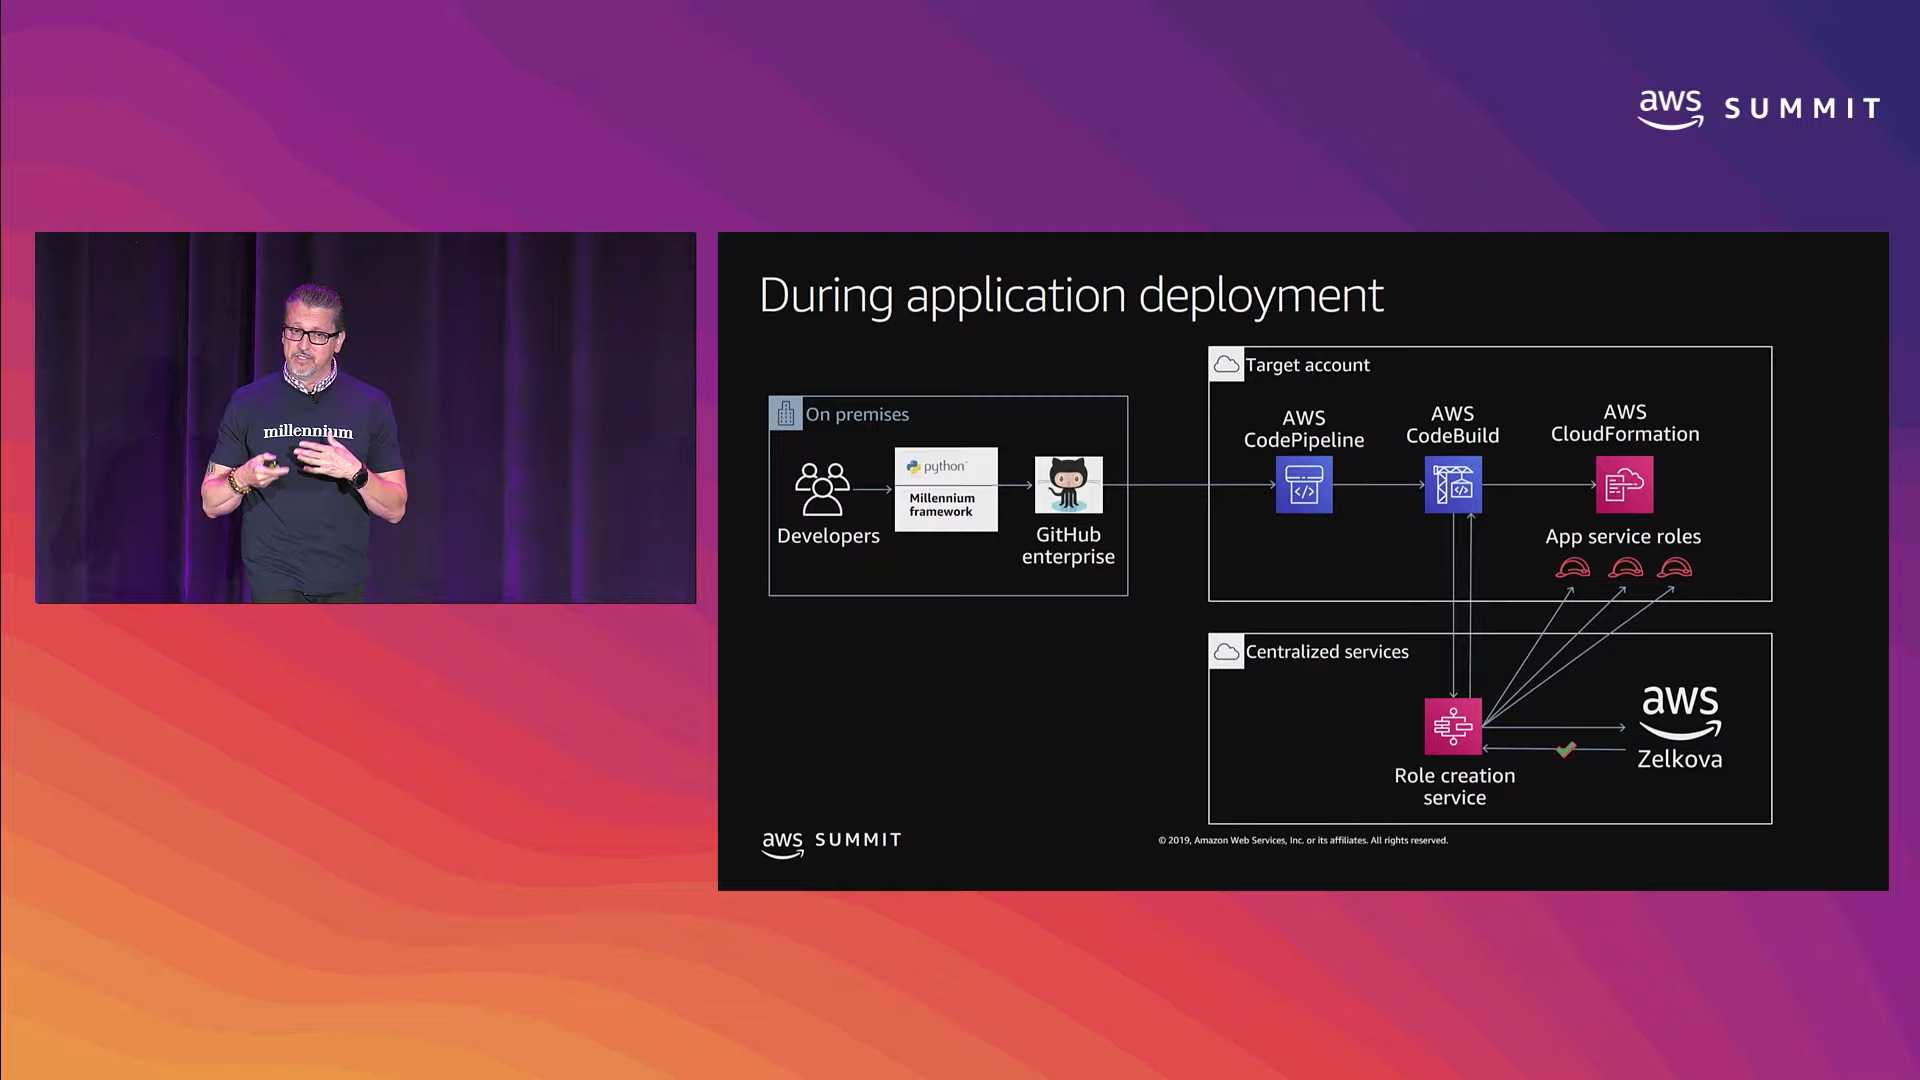 aws SUMMIT
millennium
During application deployment
On premises
Developers
python
Millennium
framework
GitHub
enterprise
Target account
AWS
CodePipeline
AWS
CodeBuild
AWS
CloudFormation
App service roles
Centralized services
Role creation
service
aws
Zelkova
aws SUMMIT
© 2019, Amazon Web Services, Inc. or its affiliates. All rights reserved.